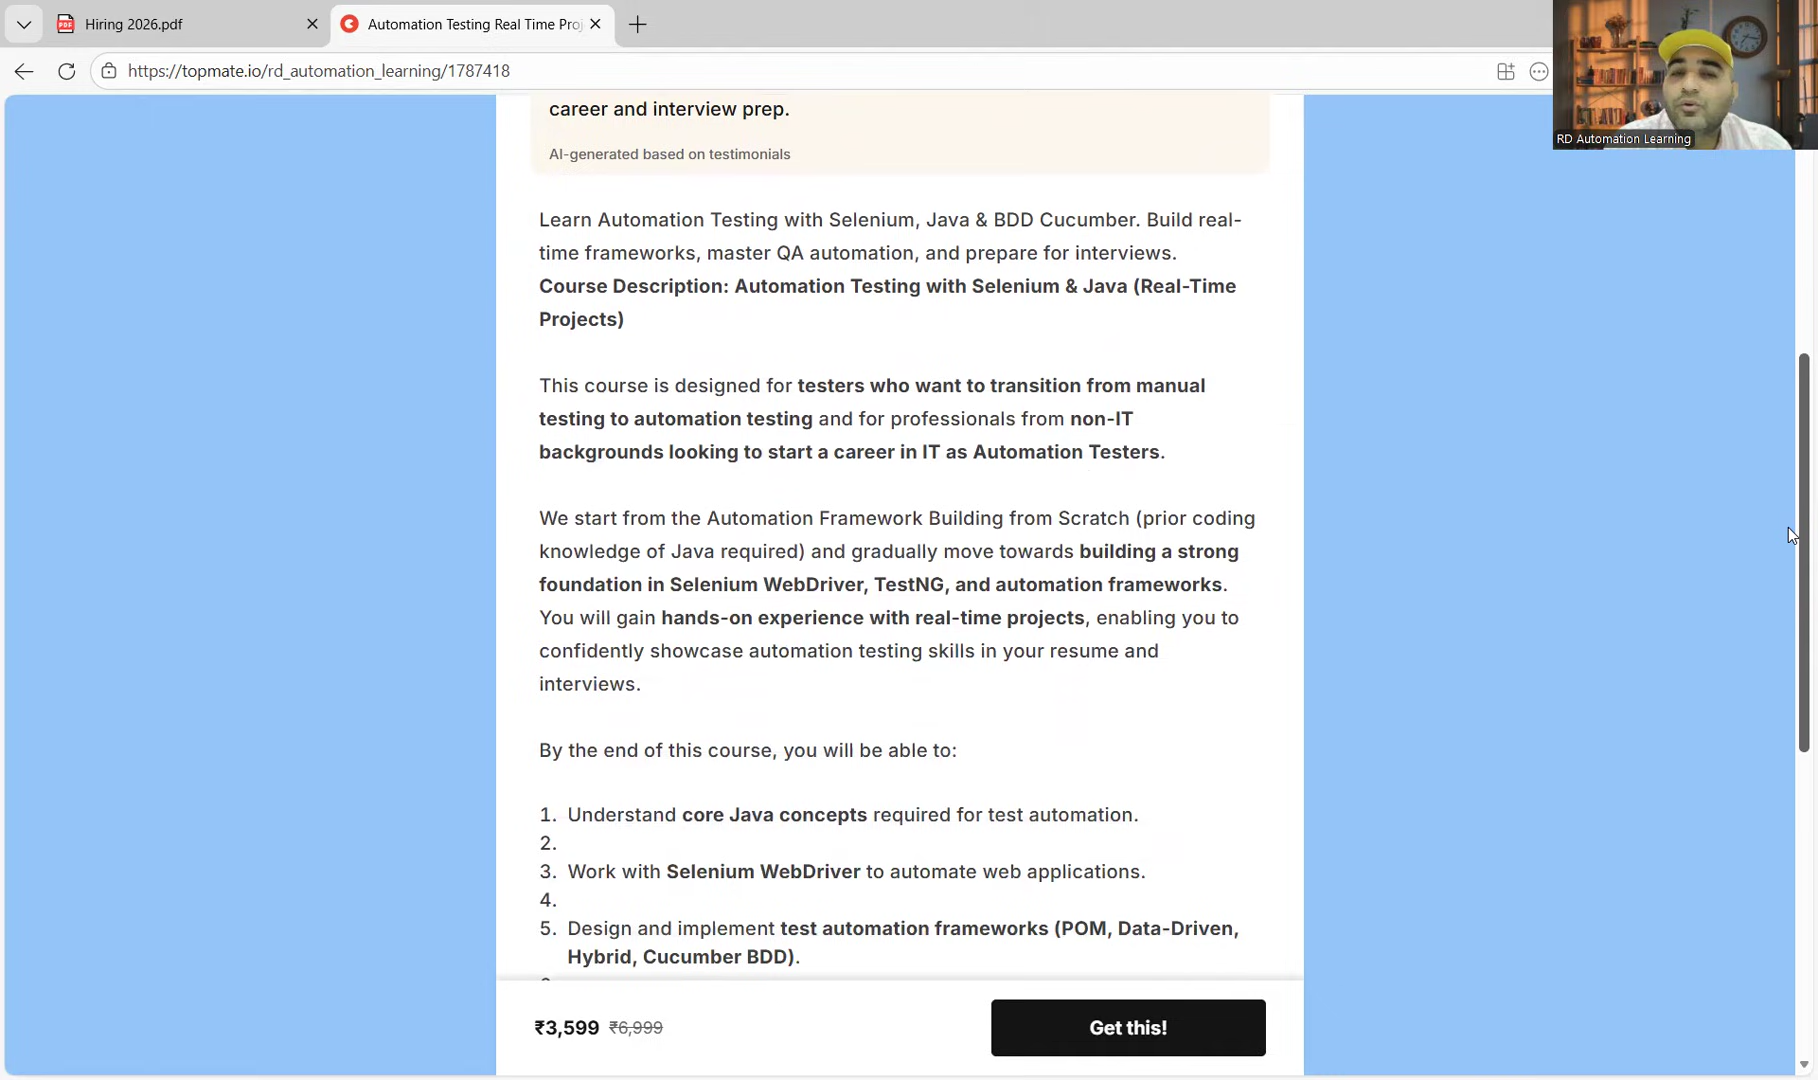 Hiring 2026.pdf
Automation Testing Real Time Proj
https://topmate.io/rd_automation_learning/1787418
RD Automation Learning
career and interview prep.
AI-generated based on testimonials
Learn Automation Testing with Selenium, Java & BDD Cucumber. Build real-
time frameworks, master QA automation, and prepare for interviews.
Course Description: Automation Testing with Selenium & Java (Real-Time
Projects)
This course is designed for testers who want to transition from manual
testing to automation testing and for professionals from non-IT
backgrounds looking to start a career in IT as Automation Testers.
We start from the Automation Framework Building from Scratch (prior coding
knowledge of Java required) and gradually move towards building a strong
foundation in Selenium WebDriver, TestNG, and automation frameworks.
You will gain hands-on experience with real-time projects, enabling you to
confidently showcase automation testing skills in your resume and
interviews.
By the end of this course, you will be able to:
1. Understand core Java concepts required for test automation.
2.
3. Work with Selenium WebDriver to automate web applications.
4.
5. Design and implement test automation frameworks (POM, Data-Driven,
Hybrid, Cucumber BDD).
₹3,599 ₹6,999
Get this!